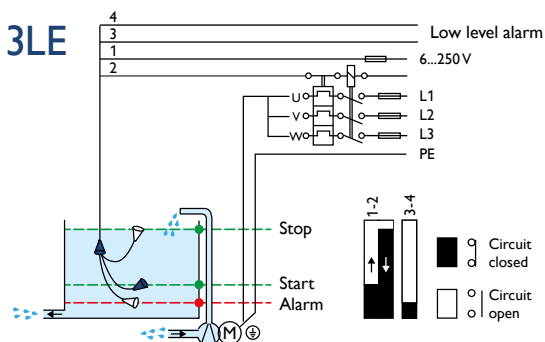 3LE
4
3
Low level alarm
1
6...250 V
2
U
L1
V
L2
W
L3
PE
Stop
Start
Alarm
M
1-2
3-4
Circuit
closed
Circuit
open